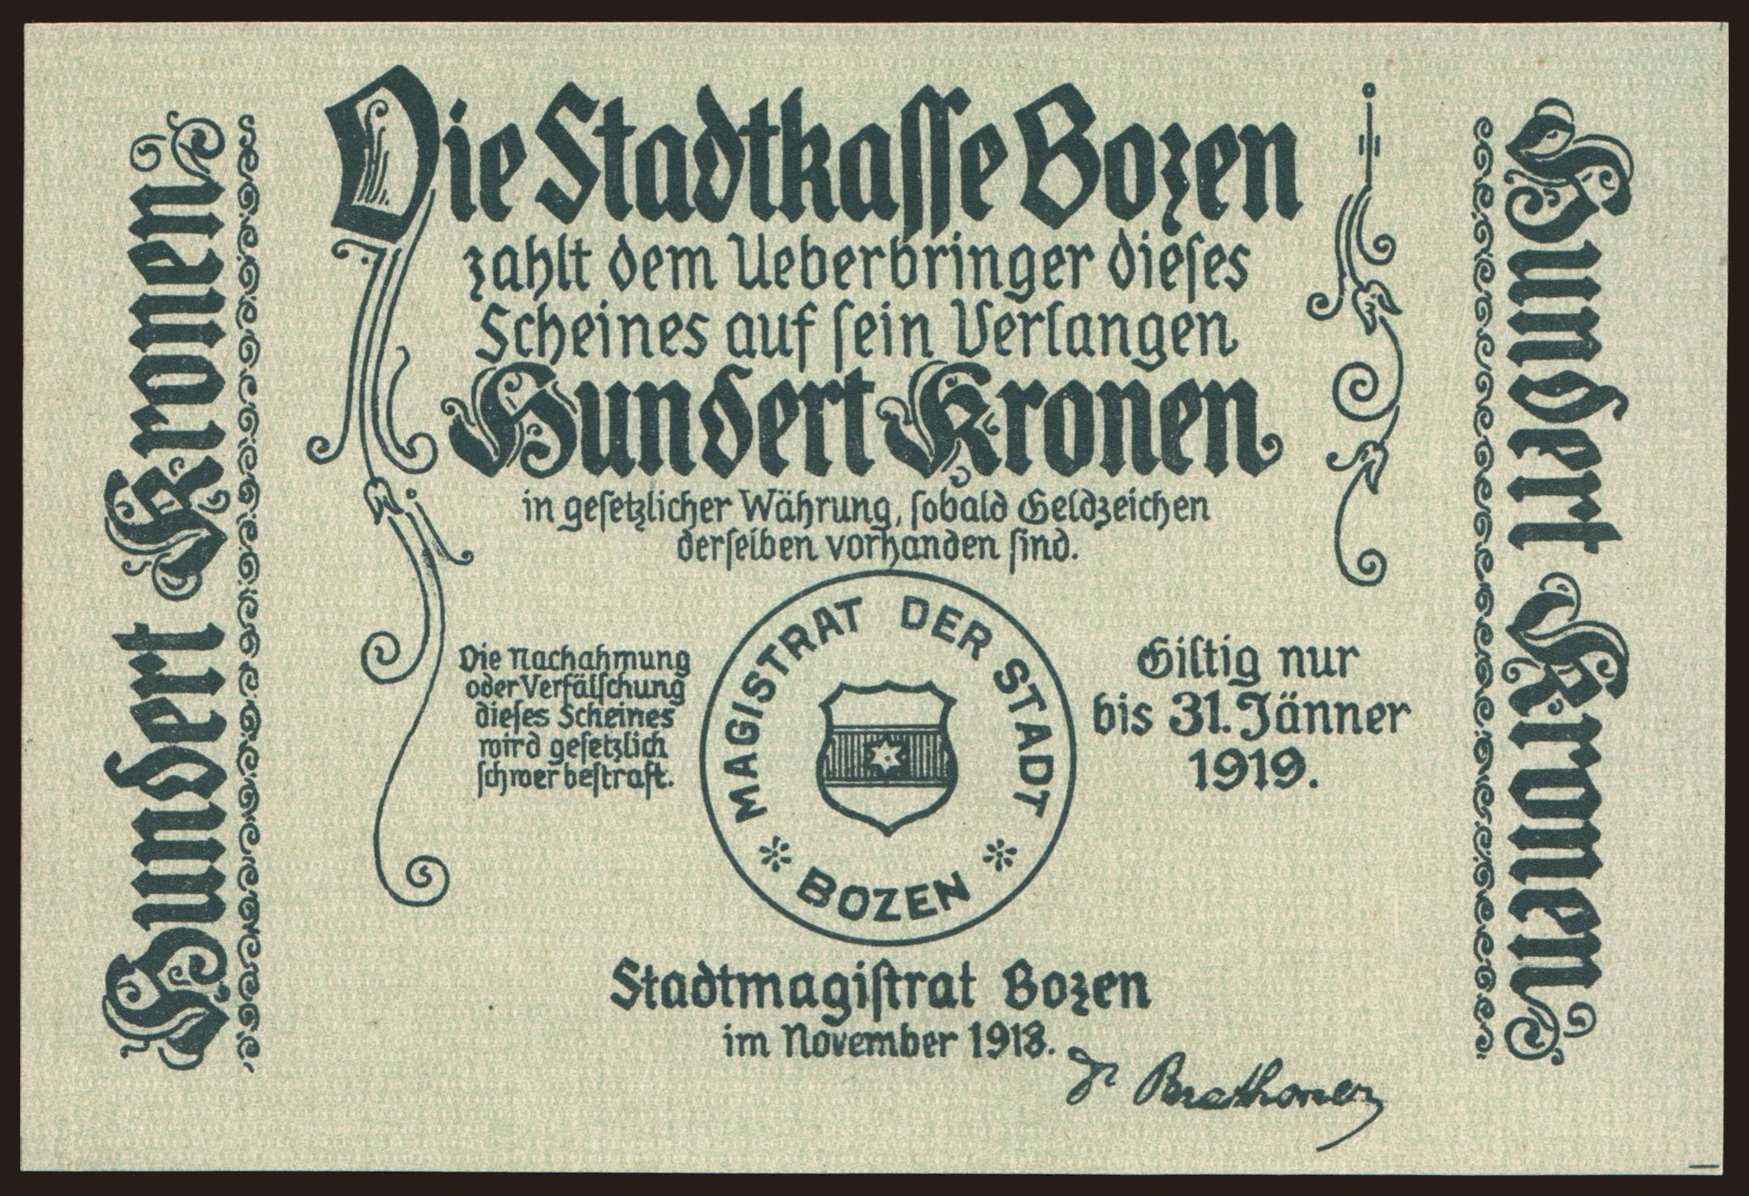 Die Stadtkasse Bozen
zahlt dem Ueberbringer dieses
Scheines auf sein Verlangen
Hundert Kronen
in gesetzlicher Währung, sobald Geldzeichen
derselben vorhanden sind.
Die Nachahmung
oder Verfälschung
dieses Scheines
wird gesetzlich
schwer bestraft.
MAGISTRAT DER STADT
* BOZEN *
Giltig nur
bis 31. Jänner
1919.
Stadtmagistrat Bozen
im November 1918.
Dr Perathoner
Hundert Kronen
Hundert Kronen